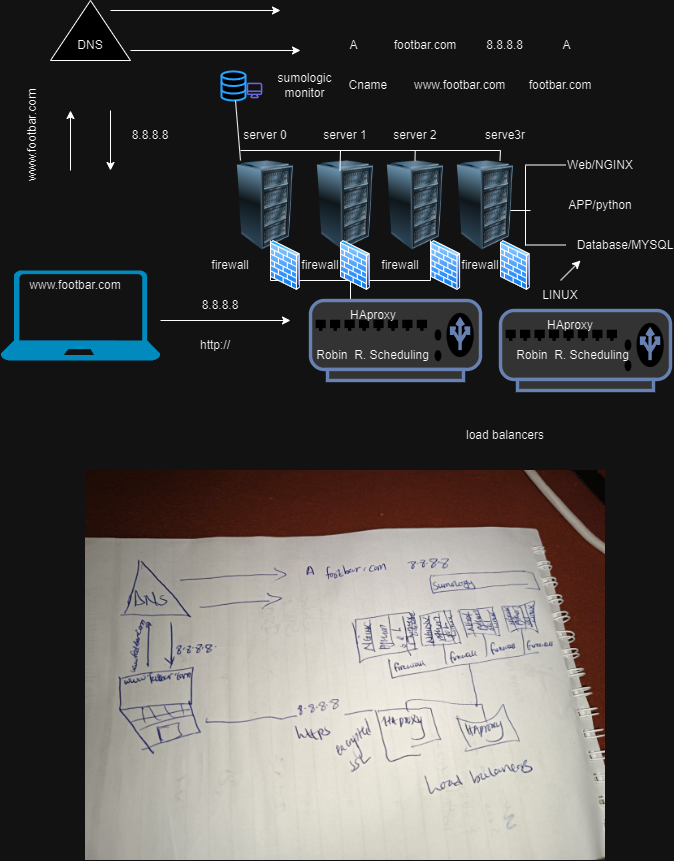 DNS
A footbar.com 8.8.8.8 A
sumologic
monitor
Cname www.footbar.com footbar.com
www.footbar.com
8.8.8.8
server 0 server 1 server 2 serve3r
Web/NGINX
APP/python
Database/MYSQL
firewall firewall firewall firewall
www.footbar.com
8.8.8.8
http://
LINUX
HAproxy
Robin R. Scheduling
HAproxy
Robin R. Scheduling
load balancers
A footbar.com 8.8.8.8
Sumology
DNS
8.8.8.8
www.footbar.com
NGINX
firewall firewall firewall firewall
8.8.8.8
https
encrypted
SSL
HAproxy
HAproxy
Load balancers